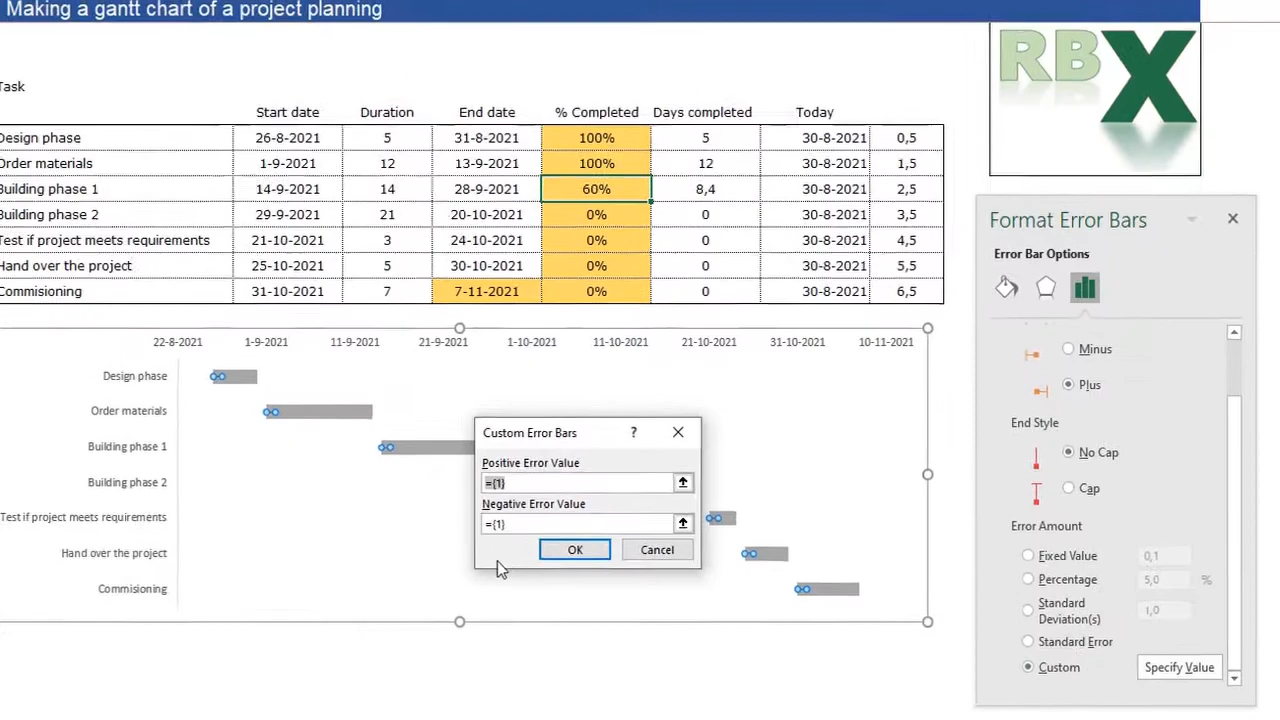 Making a gantt chart of a project planning
RBX
Task
Start date Duration End date % Completed Days completed Today
Design phase 26-8-2021 5 31-8-2021 100% 5 30-8-2021 0,5
Order materials 1-9-2021 12 13-9-2021 100% 12 30-8-2021 1,5
Building phase 1 14-9-2021 14 28-9-2021 60% 8,4 30-8-2021 2,5
Building phase 2 29-9-2021 21 20-10-2021 0% 0 30-8-2021 3,5
Test if project meets requirements 21-10-2021 3 24-10-2021 0% 0 30-8-2021 4,5
Hand over the project 25-10-2021 5 30-10-2021 0% 0 30-8-2021 5,5
Commisioning 31-10-2021 7 7-11-2021 0% 0 30-8-2021 6,5
22-8-2021 1-9-2021 11-9-2021 21-9-2021 1-10-2021 11-10-2021 21-10-2021 31-10-2021 10-11-2021
Design phase
Order materials
Building phase 1
Building phase 2
Test if project meets requirements
Hand over the project
Commisioning
Custom Error Bars ?
Positive Error Value
={1}
Negative Error Value
={1}
OK Cancel
Format Error Bars
Error Bar Options
Minus
Plus
End Style
No Cap
Cap
Error Amount
Fixed Value 0,1
Percentage 5,0 %
Standard
Deviation(s) 1,0
Standard Error
Custom Specify Value